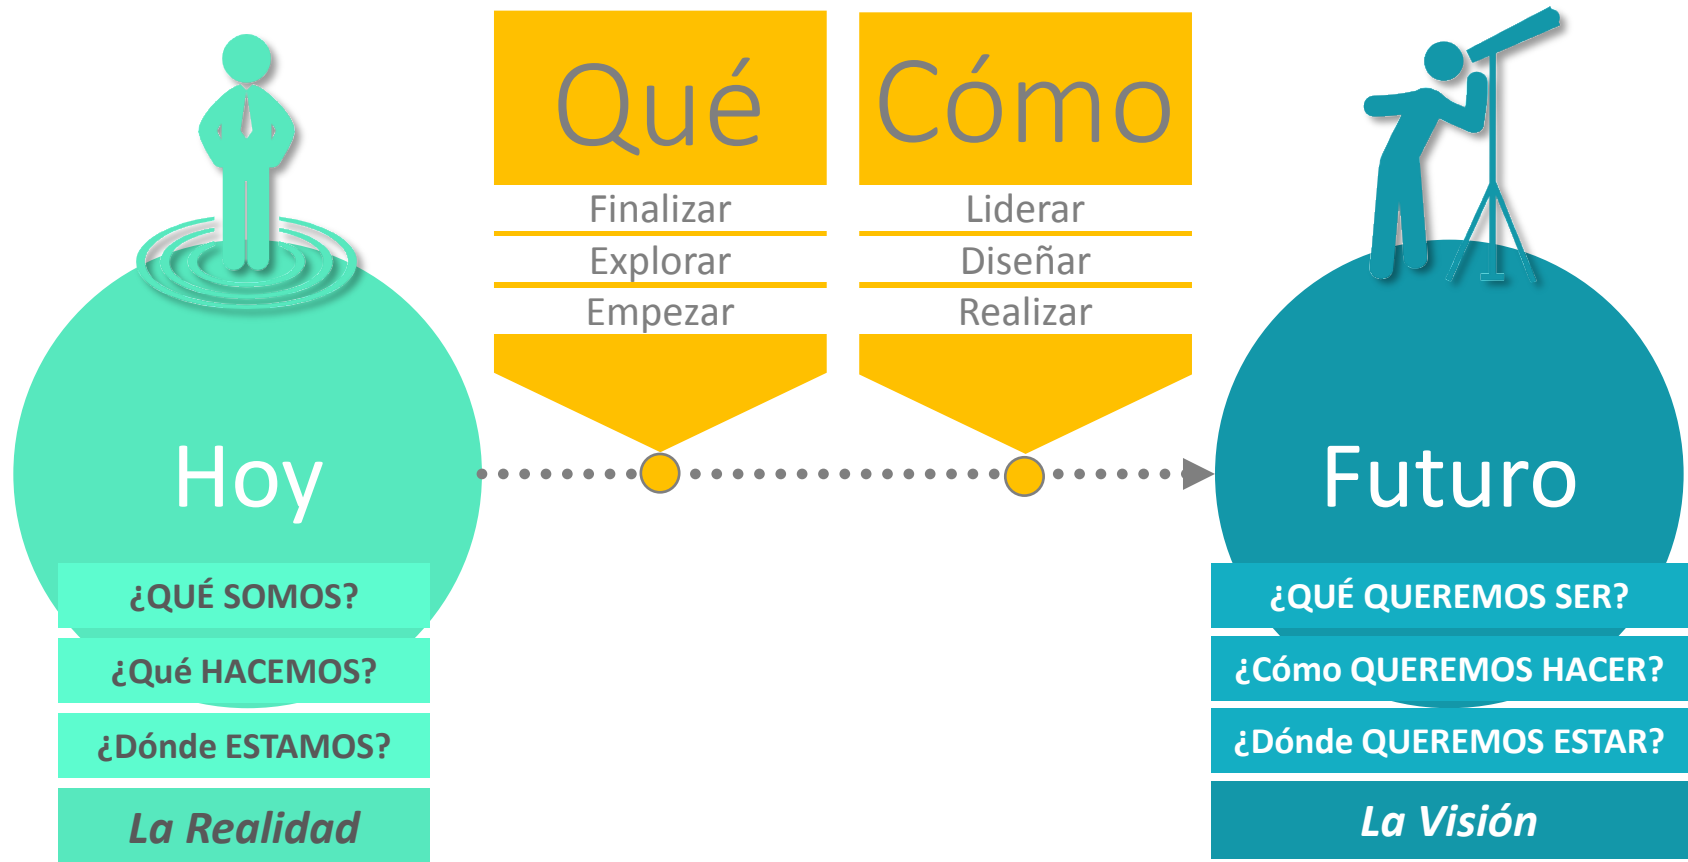 Qué
Finalizar
Explorar
Empezar
Cómo
Liderar
Diseñar
Realizar
Hoy
¿QUÉ SOMOS?
¿Qué HACEMOS?
¿Dónde ESTAMOS?
La Realidad
Futuro
¿QUÉ QUEREMOS SER?
¿Cómo QUEREMOS HACER?
¿Dónde QUEREMOS ESTAR?
La Visión